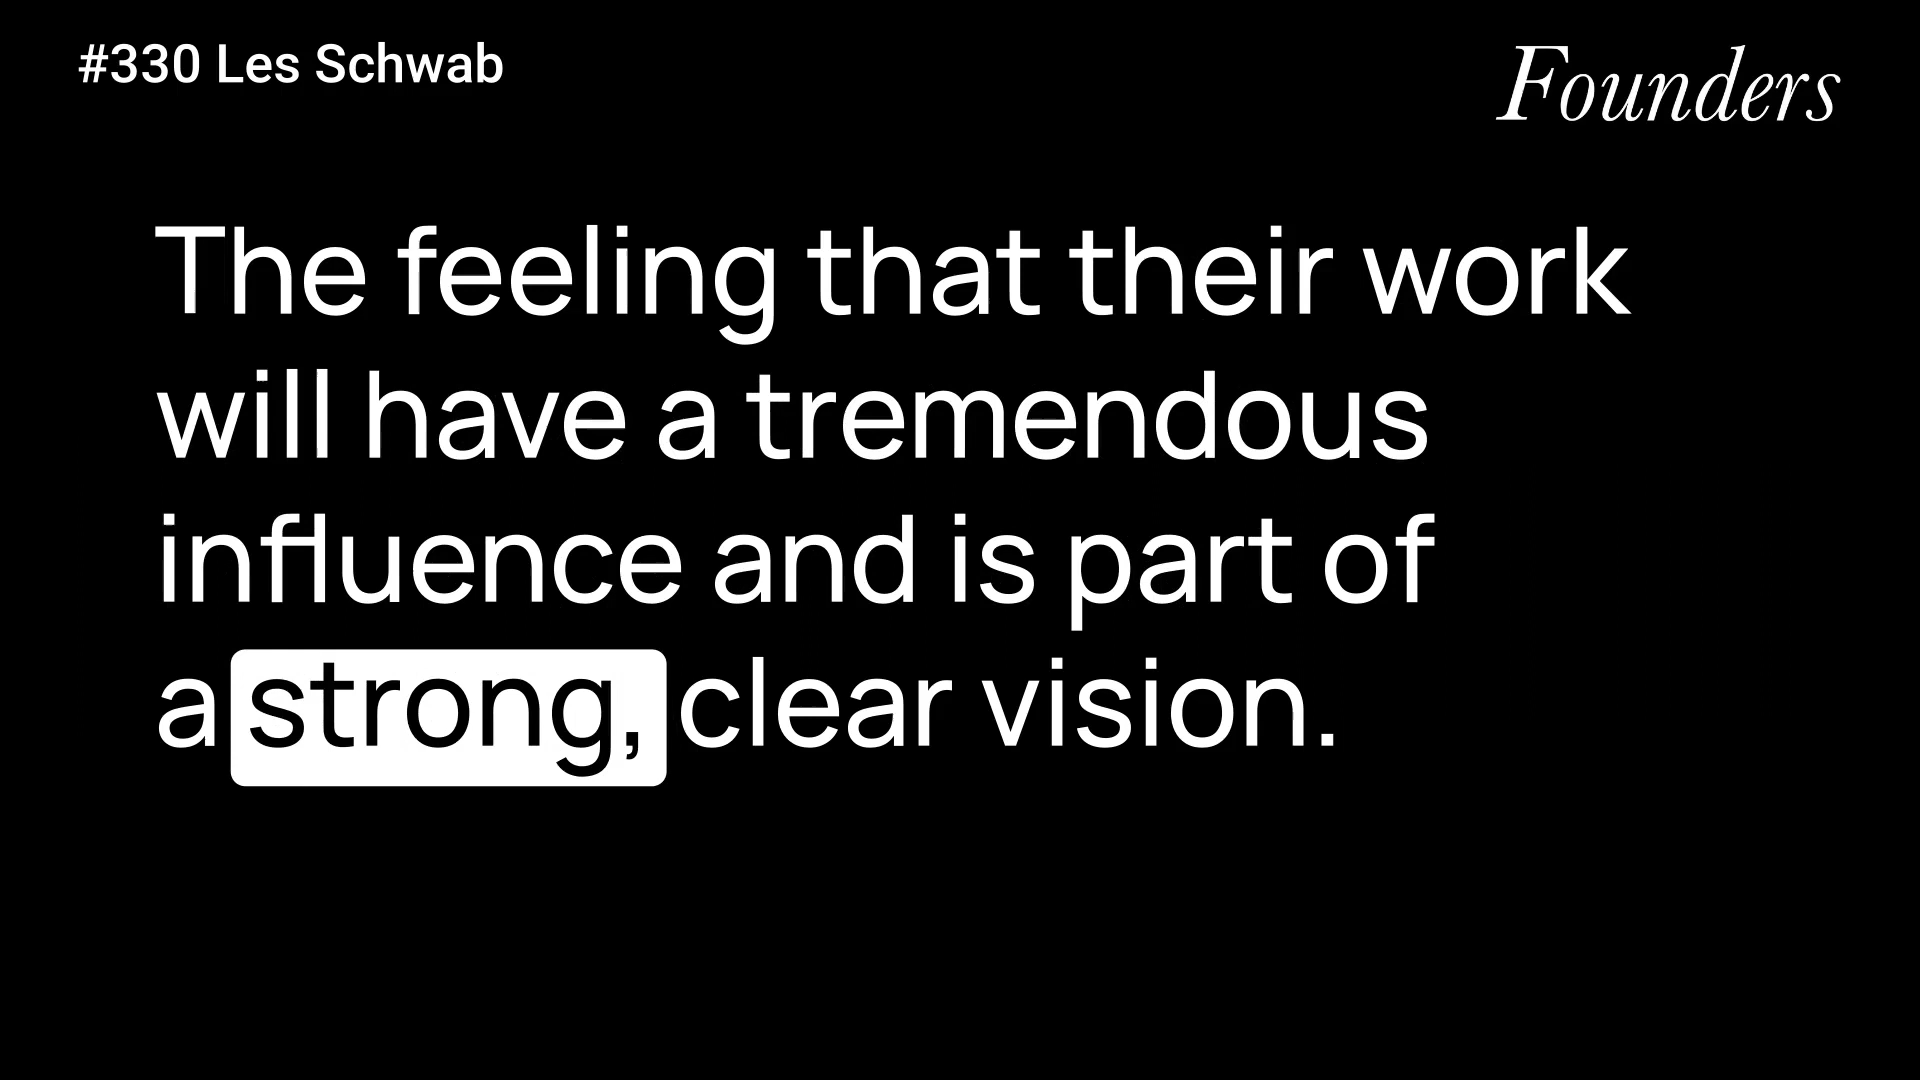 #330 Les Schwab
Founders
The feeling that their work
will have a tremendous
influence and is part of
a strong, clear vision.